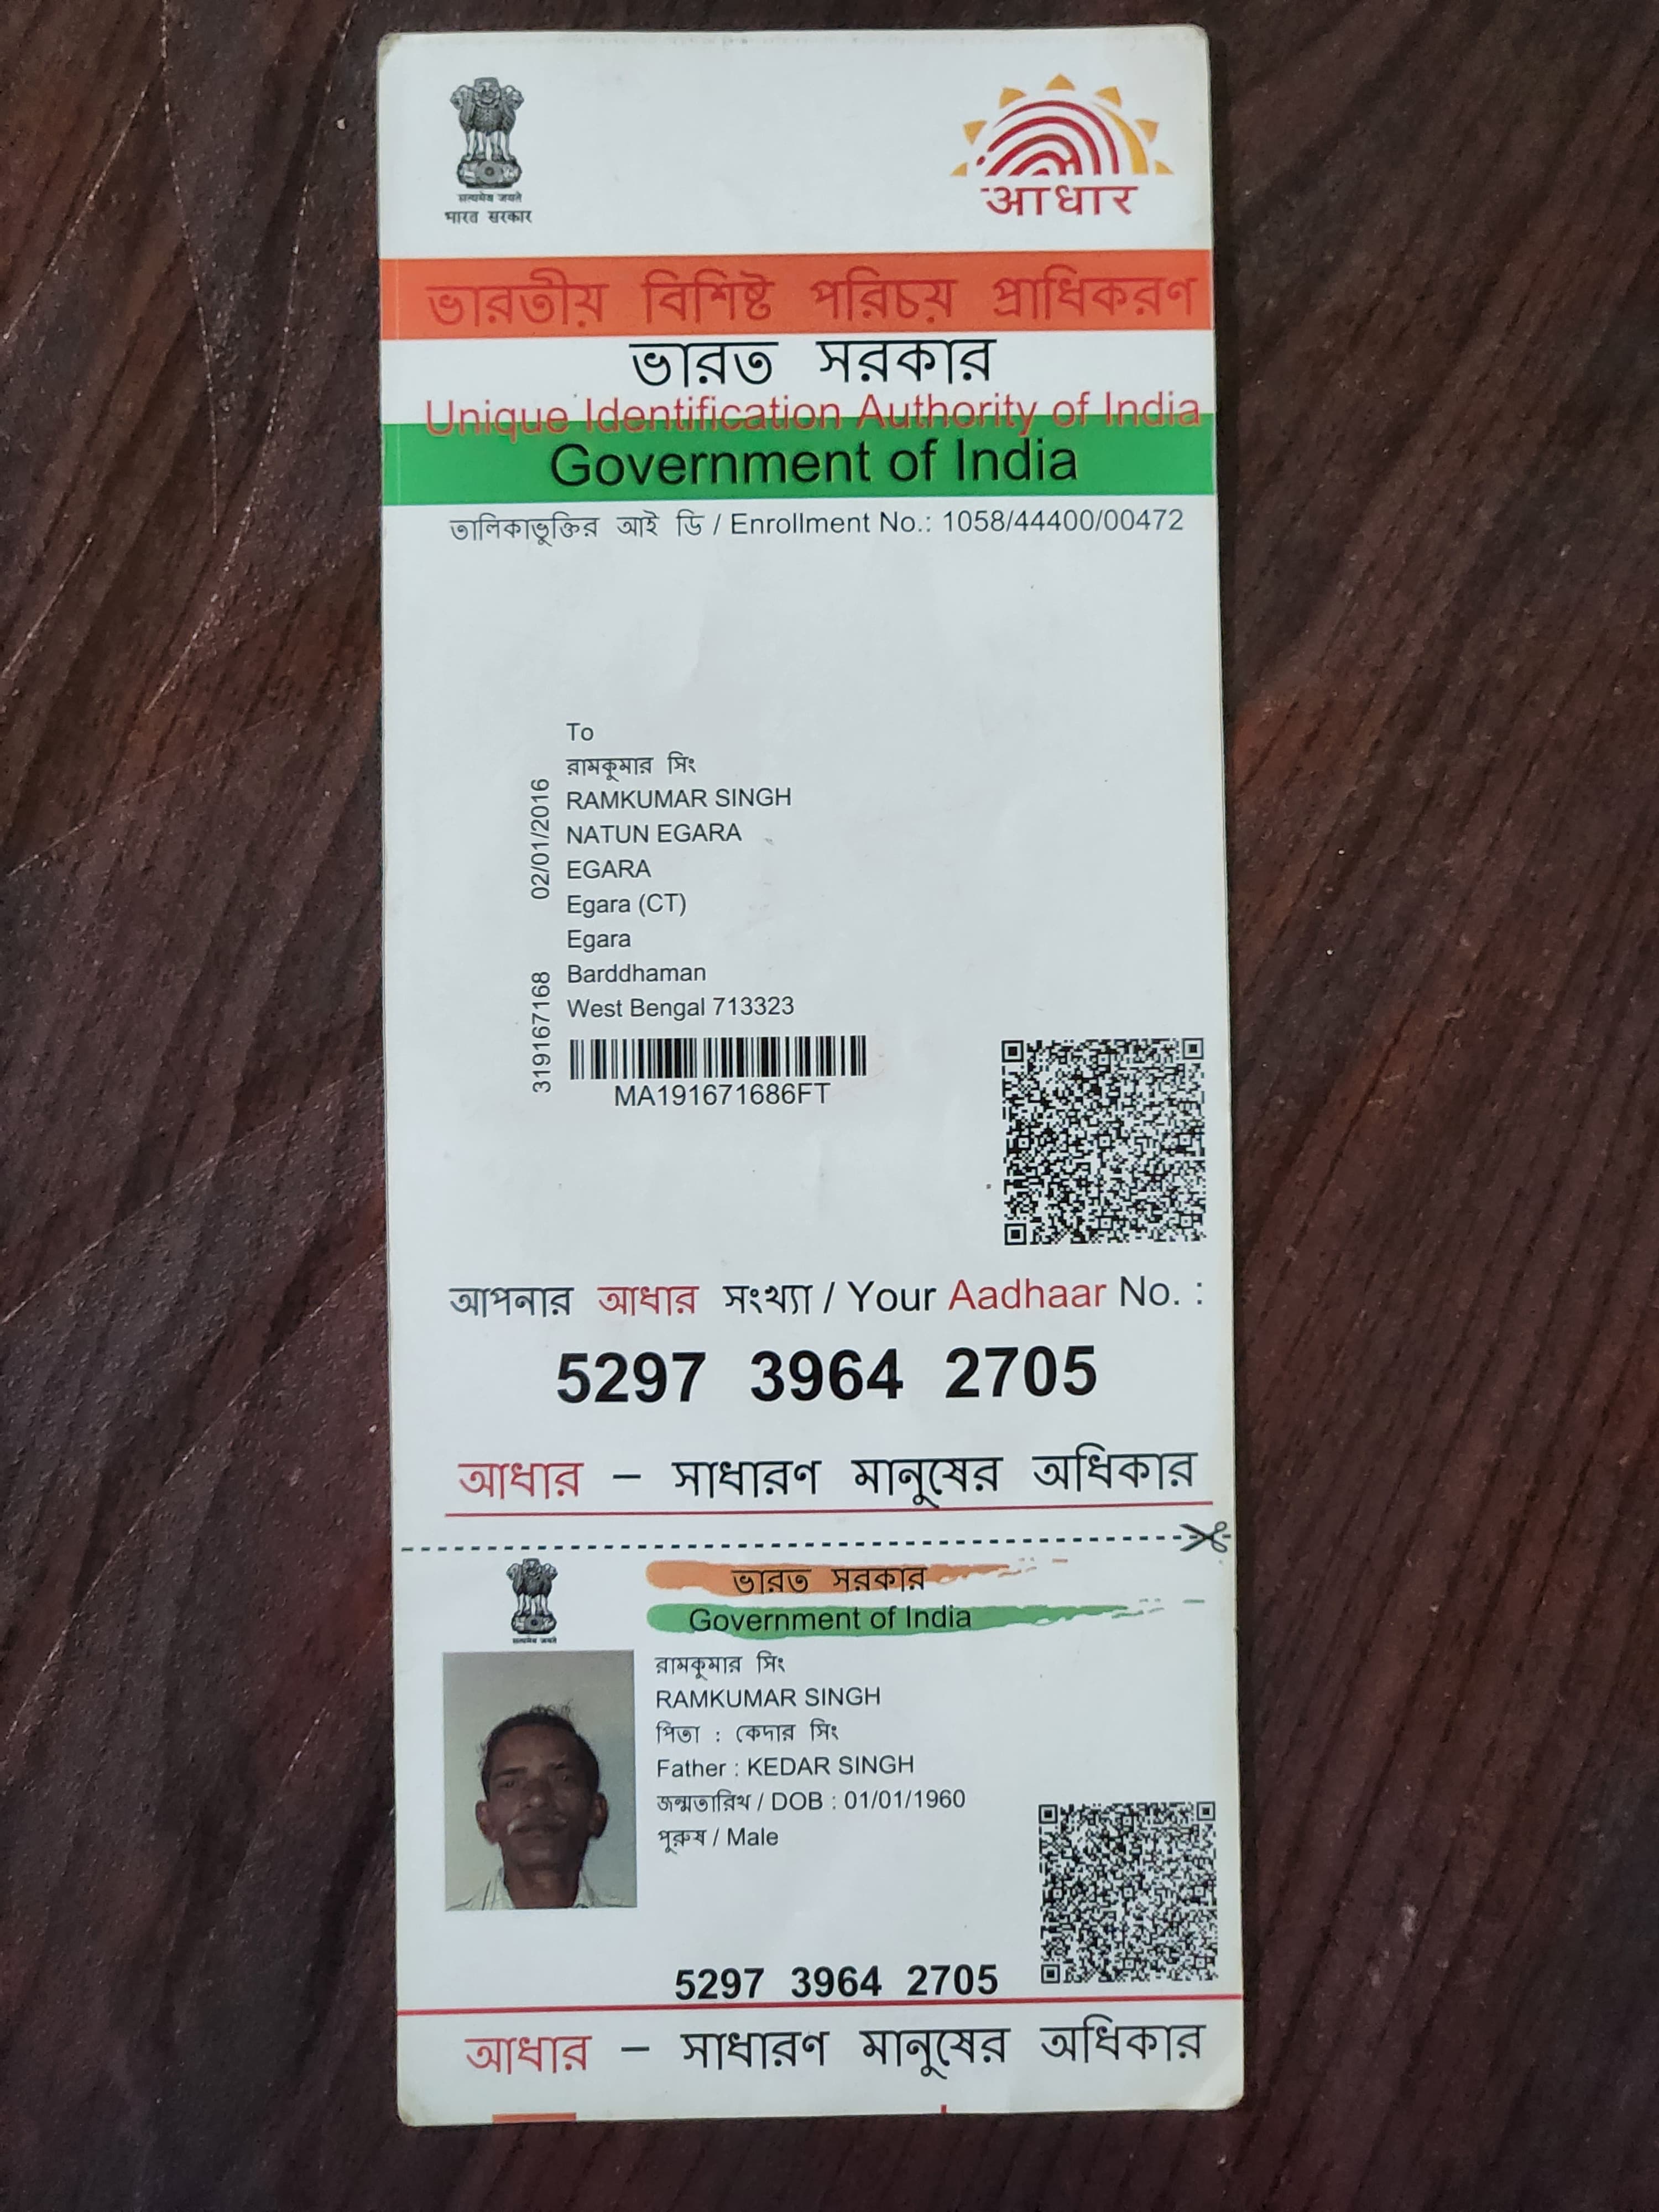 सत्यमेव जयते
भारत सरकार
आधार
ভারতীয় বিশিষ্ট পরিচয় প্রাধিকরণ
ভারত সরকার
Unique Identification Authority of India
Government of India
তালিকাভুক্তির আই ডি / Enrollment No.: 1058/44400/00472
To
রামকুমার সিং
RAMKUMAR SINGH
NATUN EGARA
EGARA
Egara (CT)
Egara
Barddhaman
West Bengal 713323
02/01/2016
319167168
MA191671686FT
আপনার আধার সংখ্যা / Your Aadhaar No. :
5297 3964 2705
আধার – সাধারণ মানুষের অধিকার
सत्यमेव जयते
ভারত সরকার
Government of India
রামকুমার সিং
RAMKUMAR SINGH
পিতা : কেদার সিং
Father : KEDAR SINGH
জন্মতারিখ / DOB : 01/01/1960
পুরুষ / Male
5297 3964 2705
আধার – সাধারণ মানুষের অধিকার